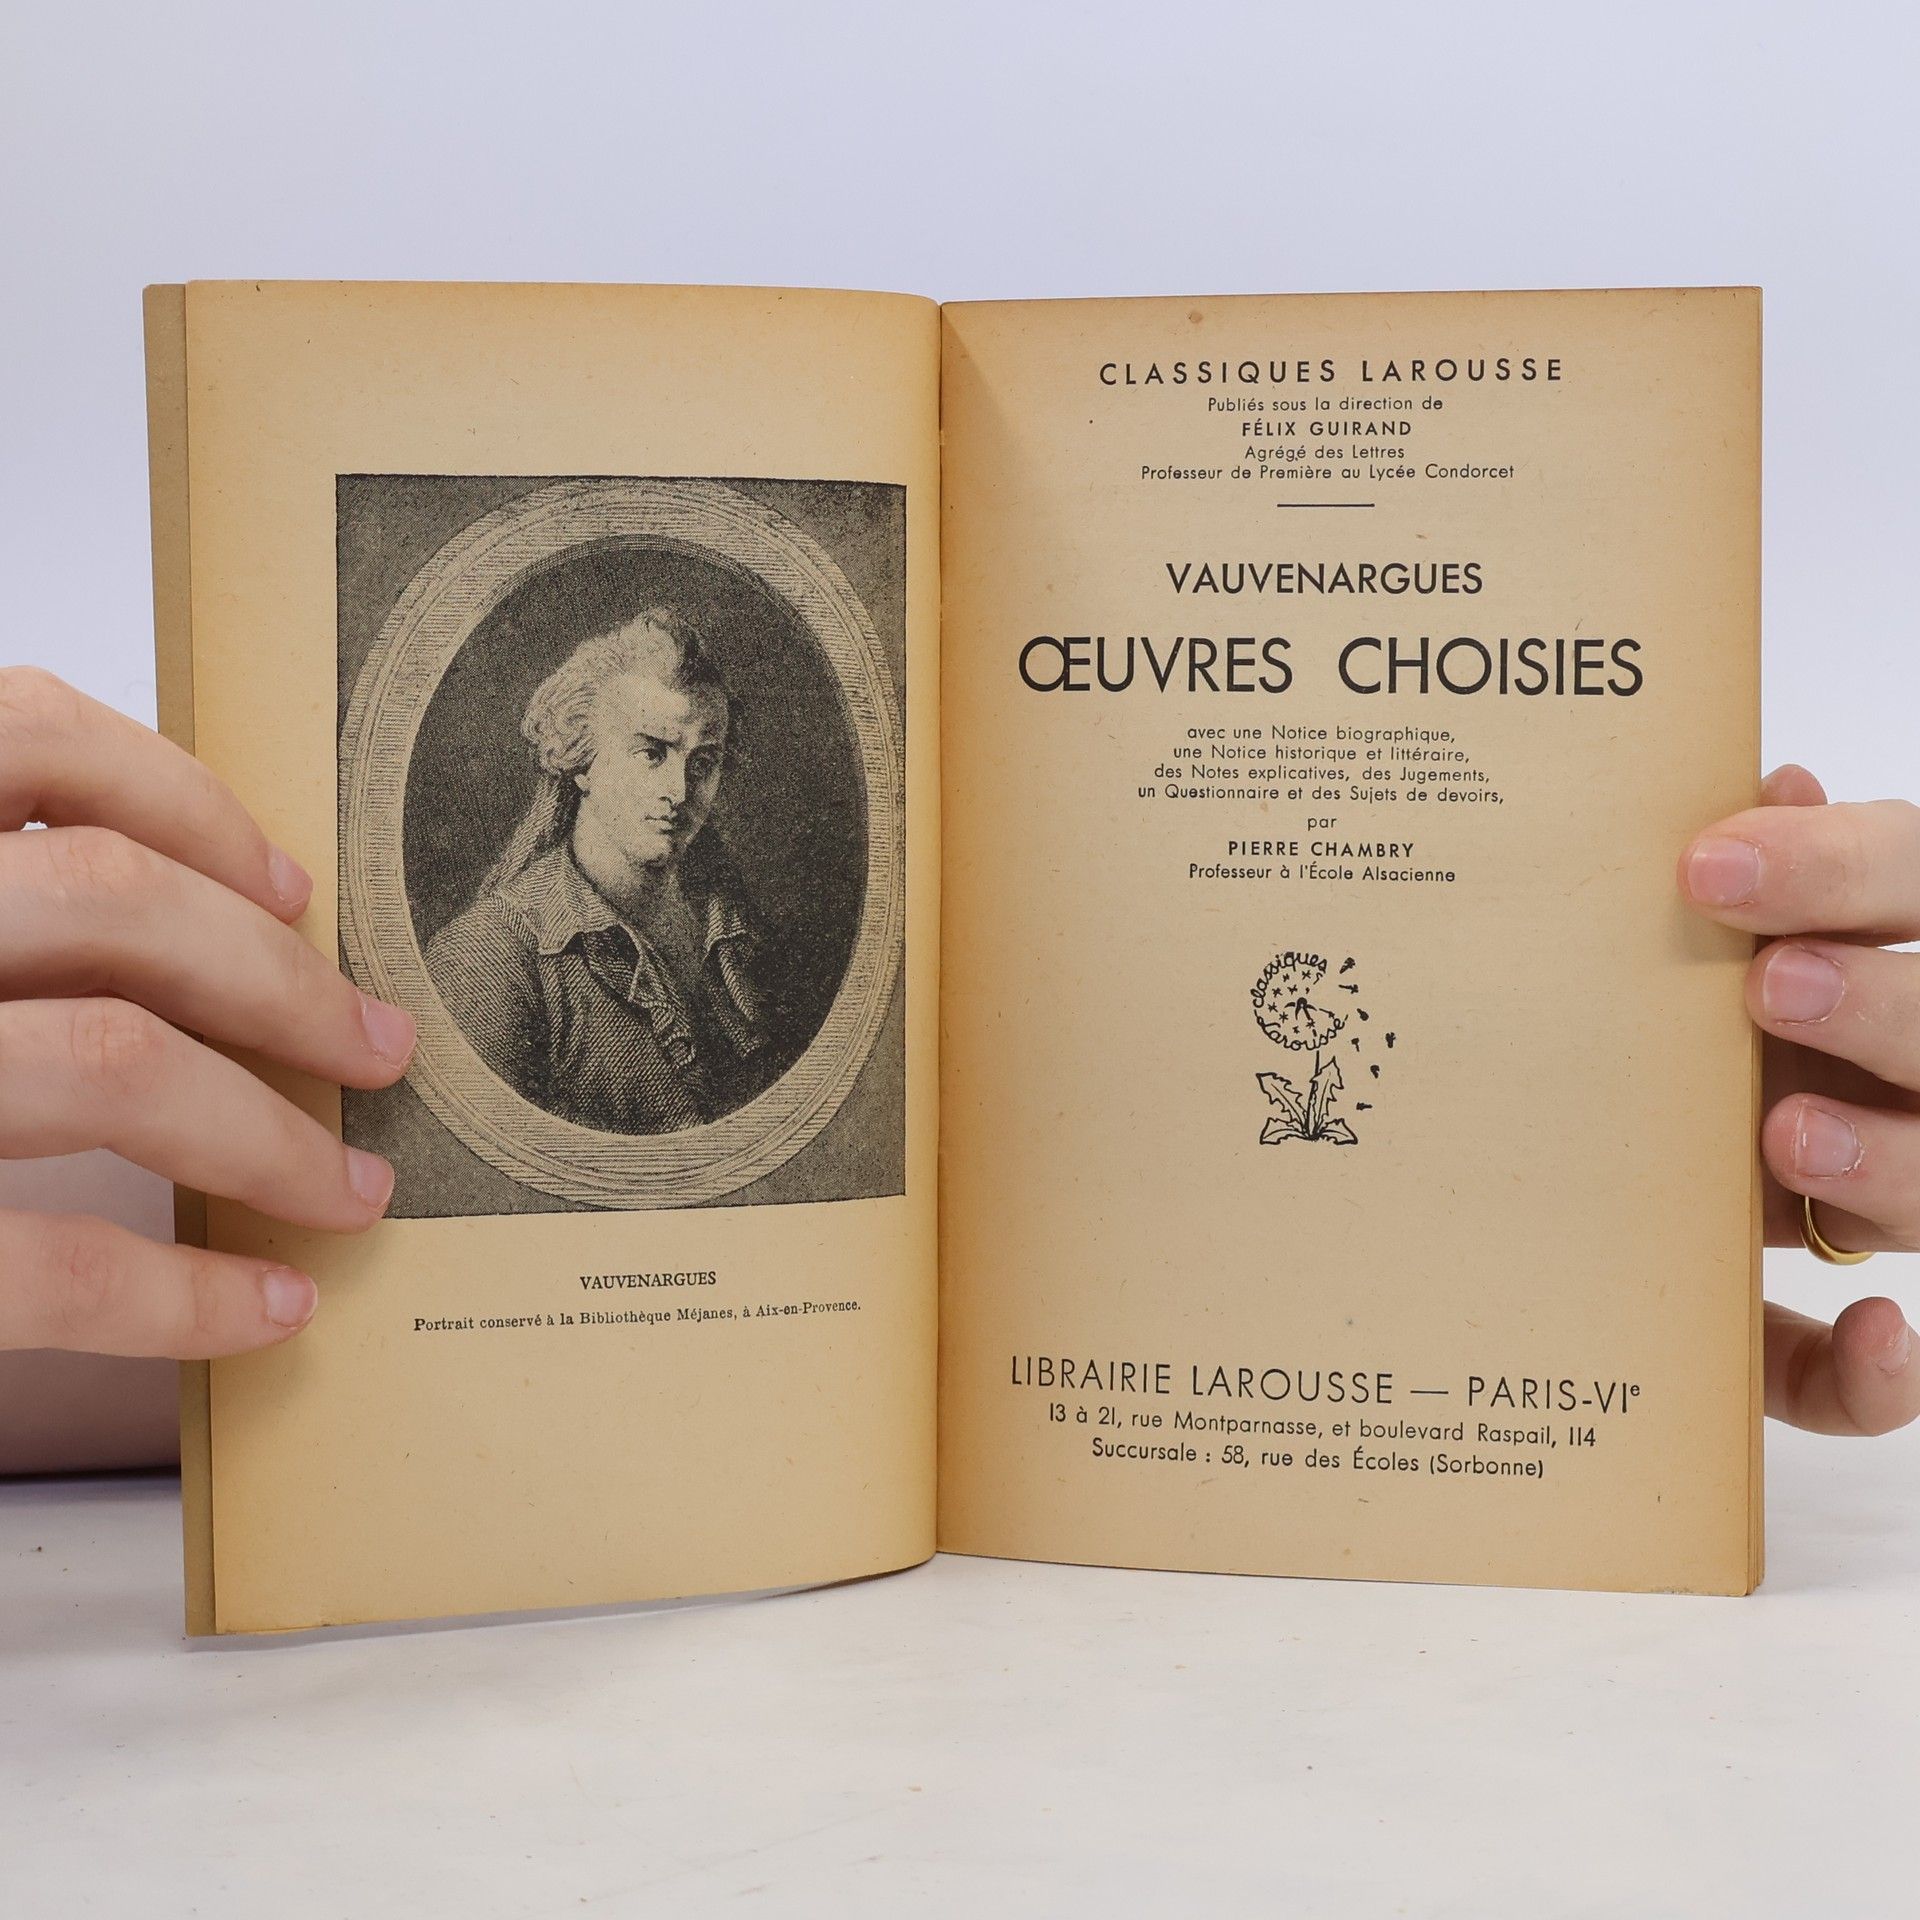 VAUVENARGUES
Portrait conservé à la Bibliothèque Méjanes, à Aix-en-Provence.
CLASSIQUES LAROUSSE
Publiés sous la direction de
FÉLIX GUIRAND
Agrégé des Lettres
Professeur de Première au Lycée Condorcet
VAUVENARGUES
ŒUVRES CHOISIES
avec une Notice biographique,
une Notice historique et littéraire,
des Notes explicatives, des Jugements,
un Questionnaire et des Sujets de devoirs,
par
PIERRE CHAMBRY
Professeur à l'École Alsacienne
classiques
Larousse
LIBRAIRIE LAROUSSE — PARIS-VIe
13 à 21, rue Montparnasse, et boulevard Raspail, 114
Succursale : 58, rue des Écoles (Sorbonne)